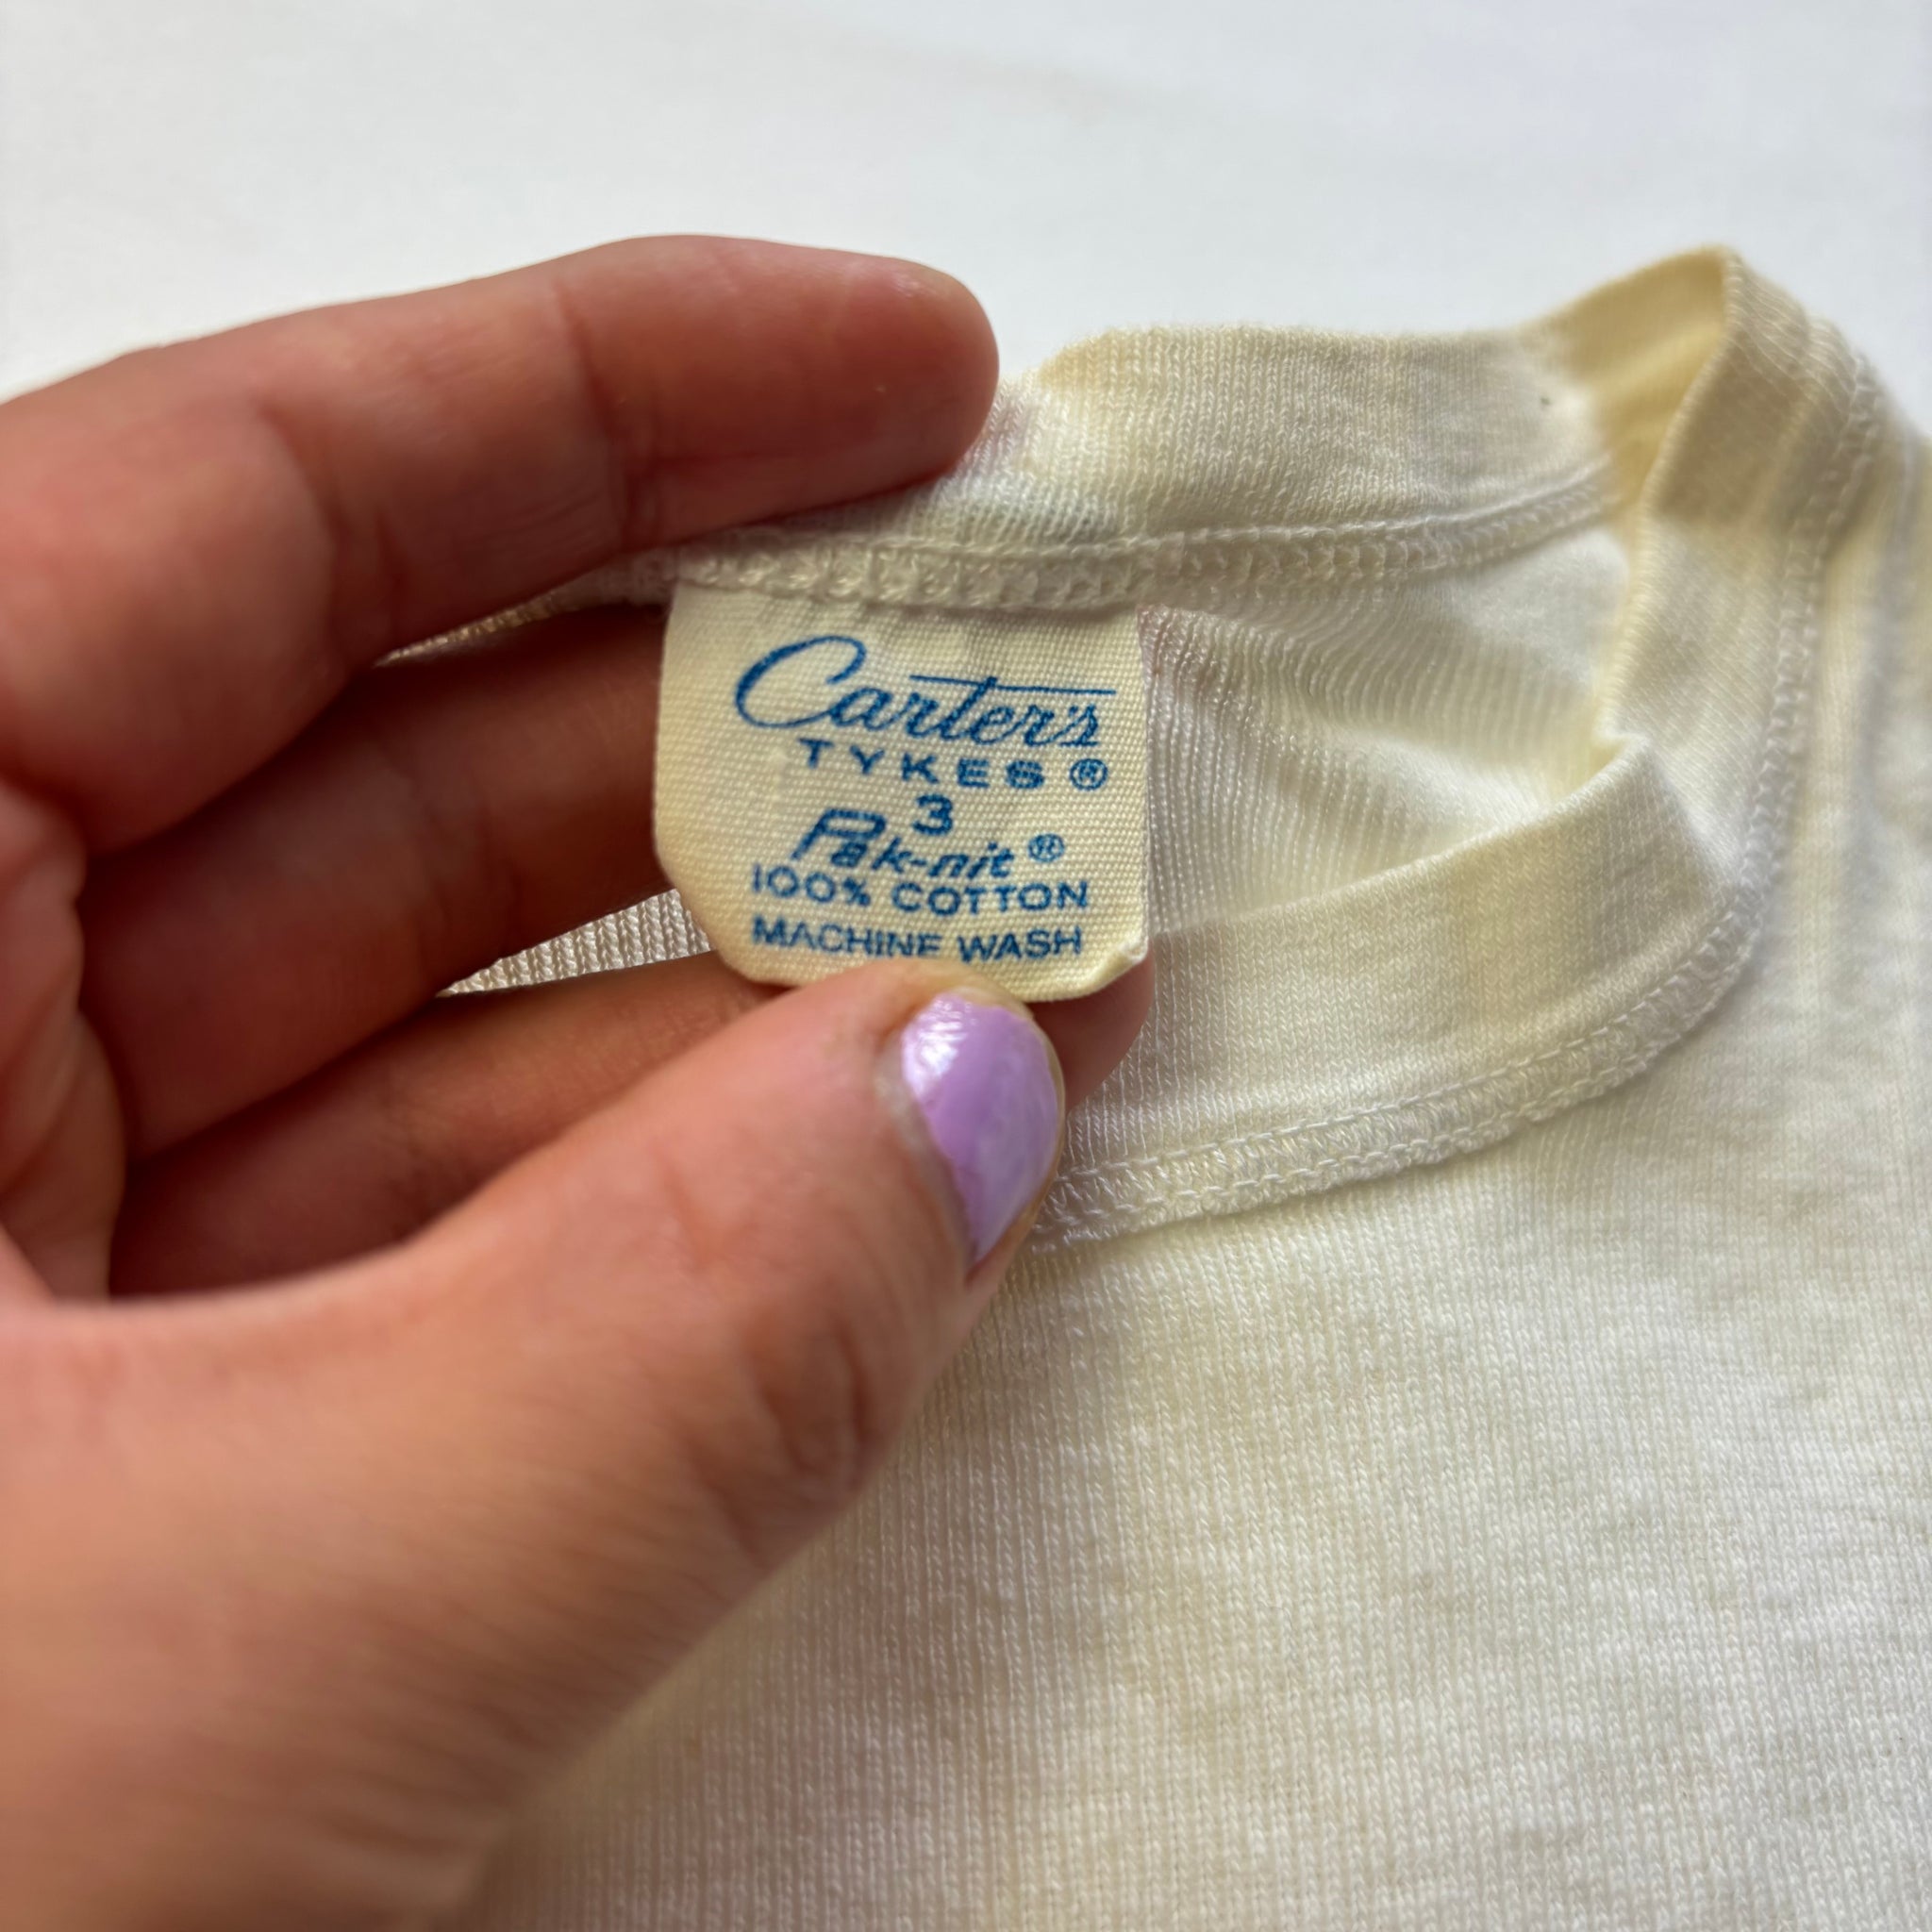 Carter's
TYKES ®
3
Pak-nit ®
100% COTTON
MACHINE WASH